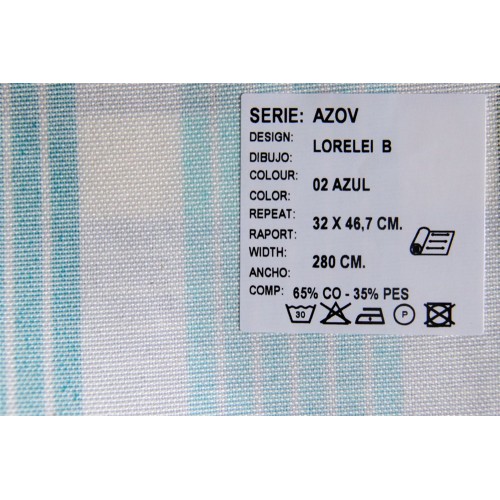 SERIE: AZOV
DESIGN:
DIBUJO: LORELEI B
COLOUR:
COLOR: 02 AZUL
REPEAT:
RAPORT: 32 X 46,7 CM.
WIDTH:
ANCHO: 280 CM.
COMP: 65% CO - 35% PES
30 P